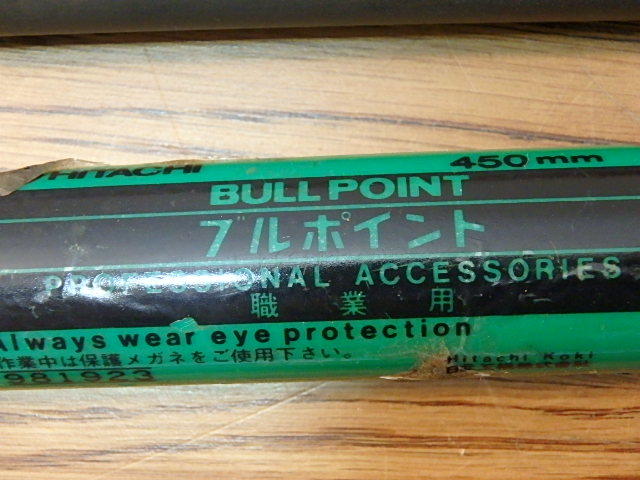 HITACHI 450 mm
BULL POINT
ブルポイント
PROFESSIONAL ACCESSORIES
職業用
Always wear eye protection
作業中は保護メガネをご使用下さい。
981923
Hitachi Koki